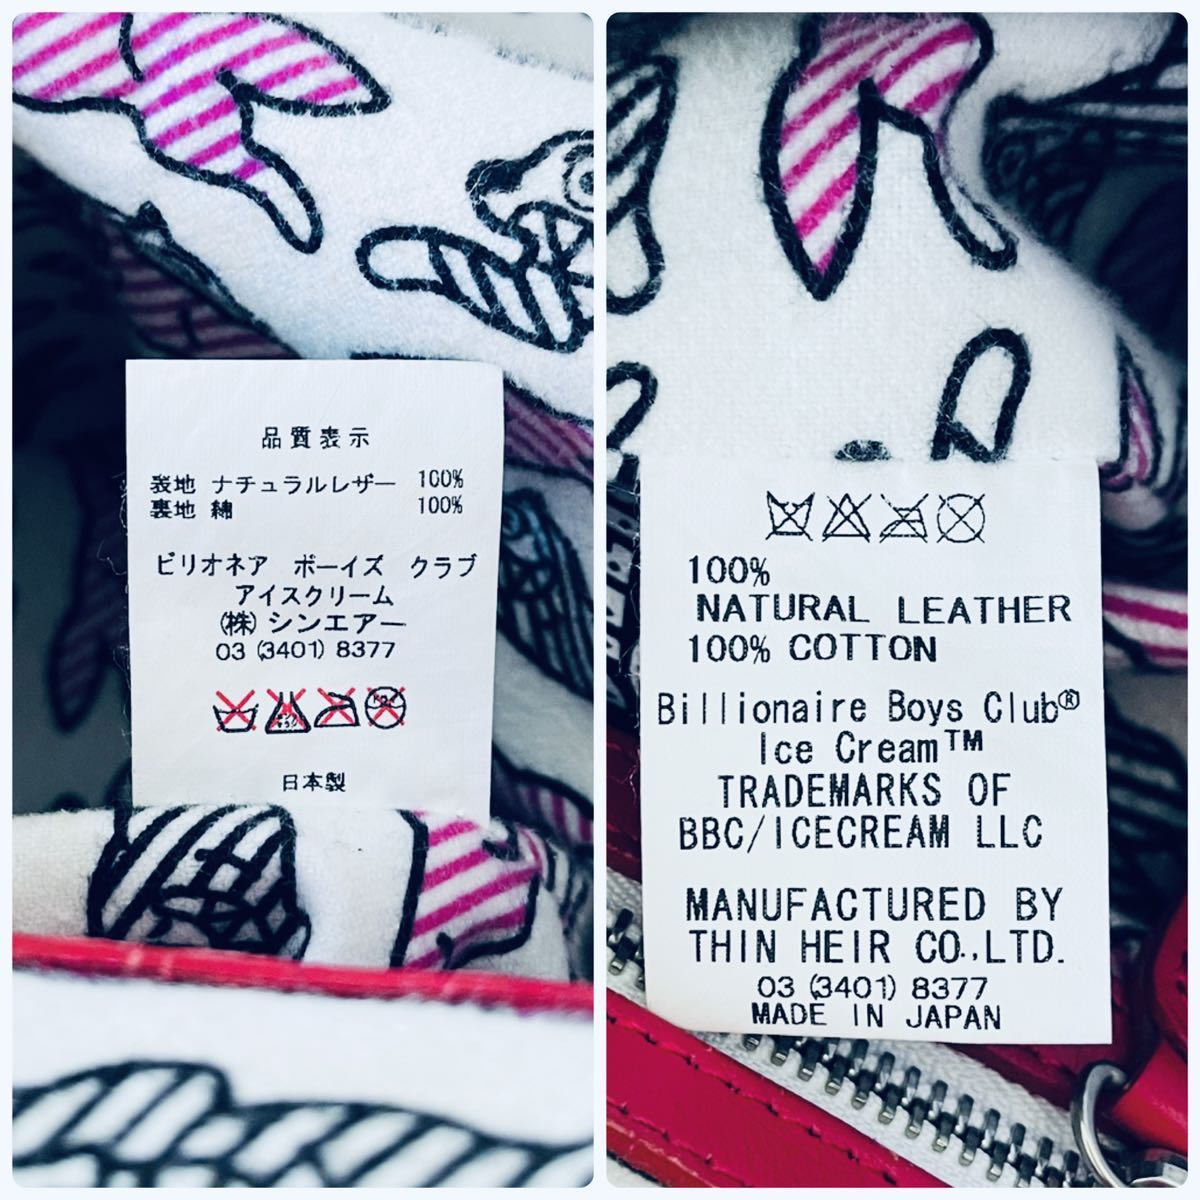 品質表示
表地 ナチュラルレザー 100%
裏地 綿 100%
ビリオネア ボーイズ クラブ
アイスクリーム
(株) シンエアー
03 (3401) 8377
日本製
100%
NATURAL LEATHER
100% COTTON
Billionaire Boys Club®
Ice Cream™
TRADEMARKS OF
BBC/ICECREAM LLC
MANUFACTURED BY
THIN HEIR CO.,LTD.
03 (3401) 8377
MADE IN JAPAN